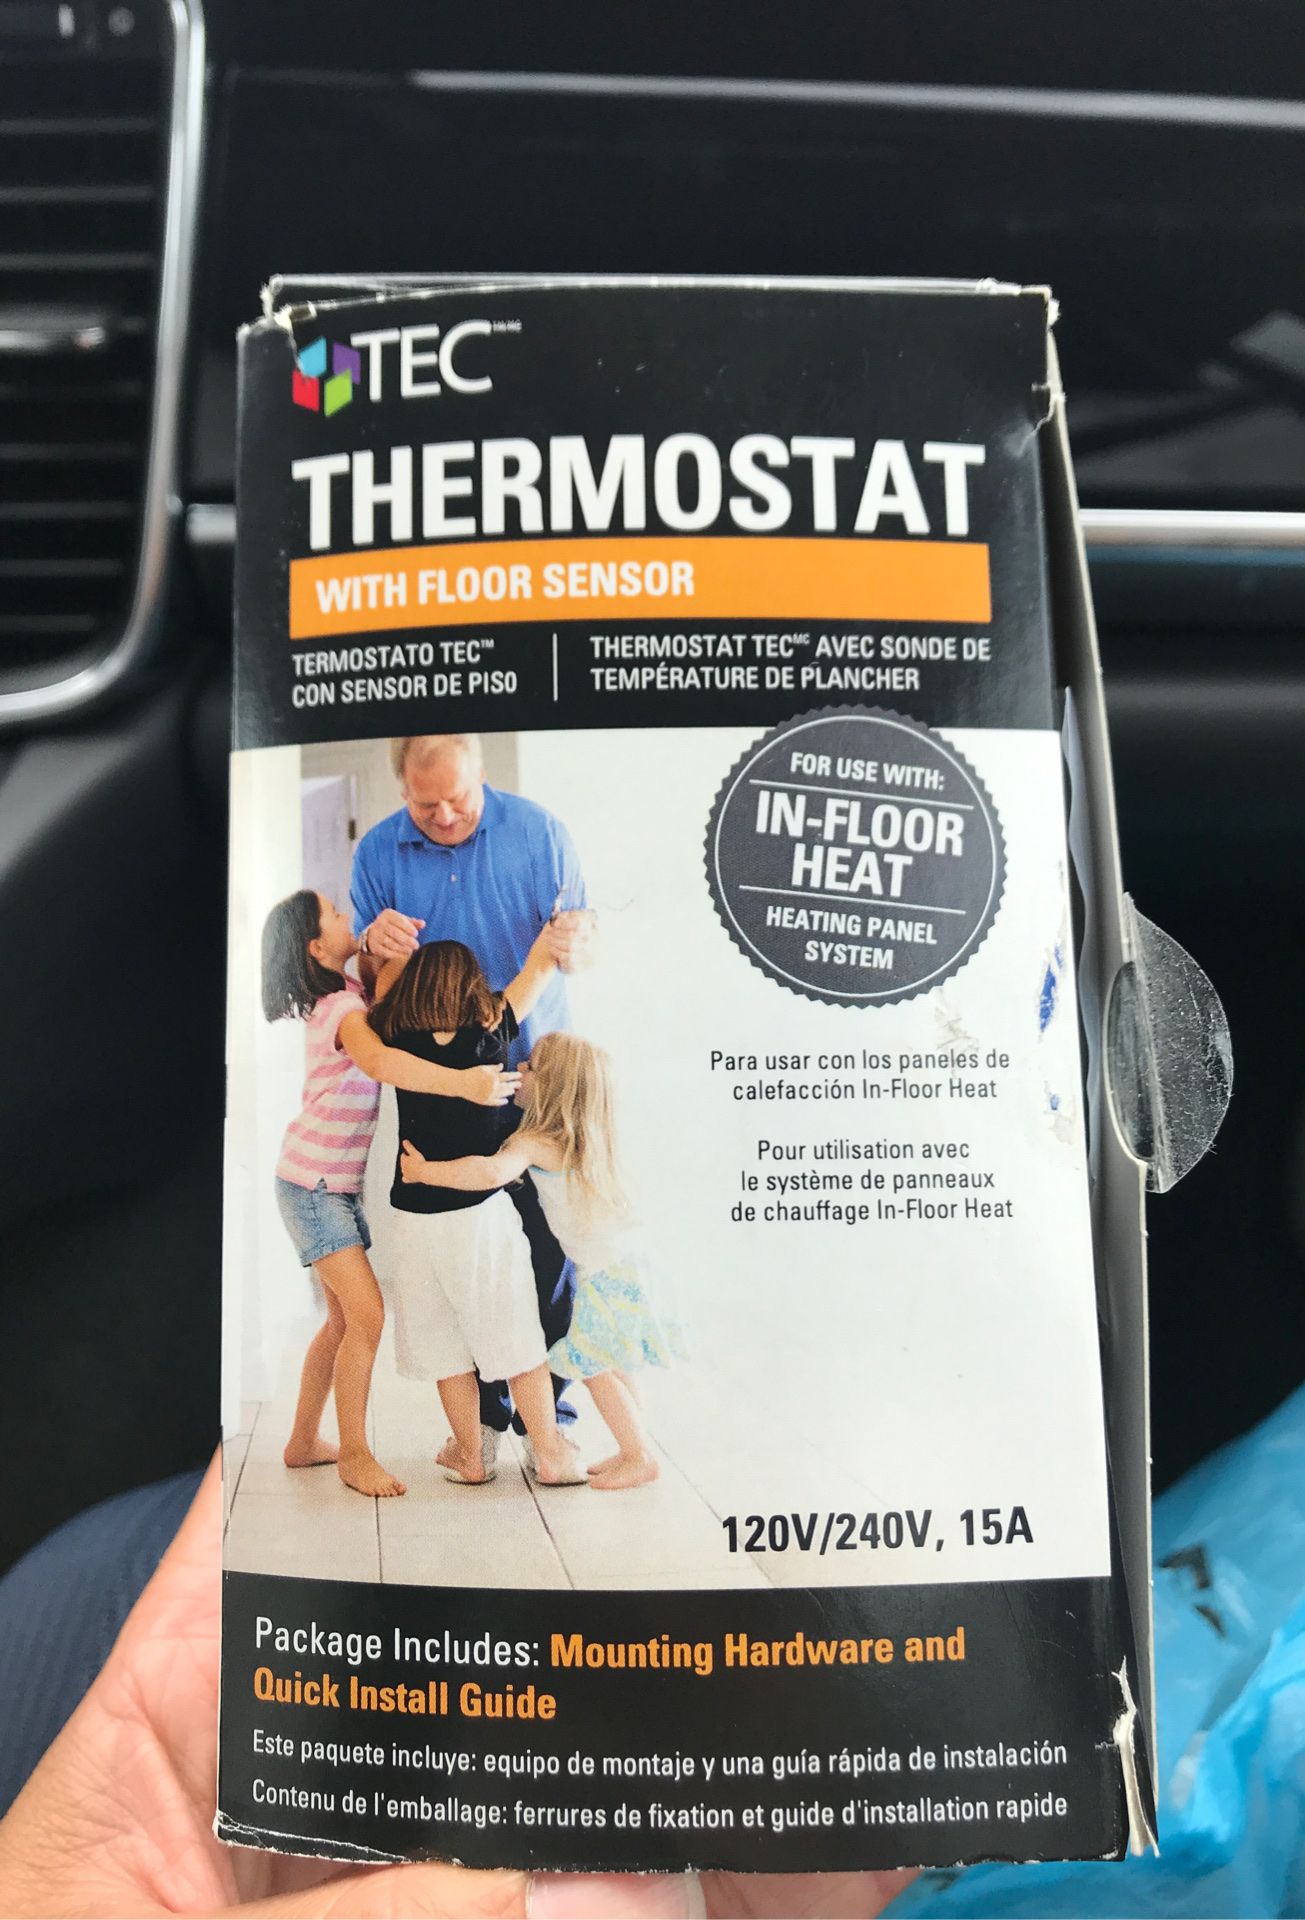 TEC™/MC
THERMOSTAT
WITH FLOOR SENSOR
TERMOSTATO TEC™
CON SENSOR DE PISO
THERMOSTAT TECMC AVEC SONDE DE
TEMPÉRATURE DE PLANCHER
FOR USE WITH:
IN-FLOOR
HEAT
HEATING PANEL
SYSTEM
Para usar con los paneles de
calefacción In-Floor Heat
Pour utilisation avec
le système de panneaux
de chauffage In-Floor Heat
120V/240V, 15A
Package Includes: Mounting Hardware and
Quick Install Guide
Este paquete incluye: equipo de montaje y una guía rápida de instalación
Contenu de l'emballage: ferrures de fixation et guide d'installation rapide